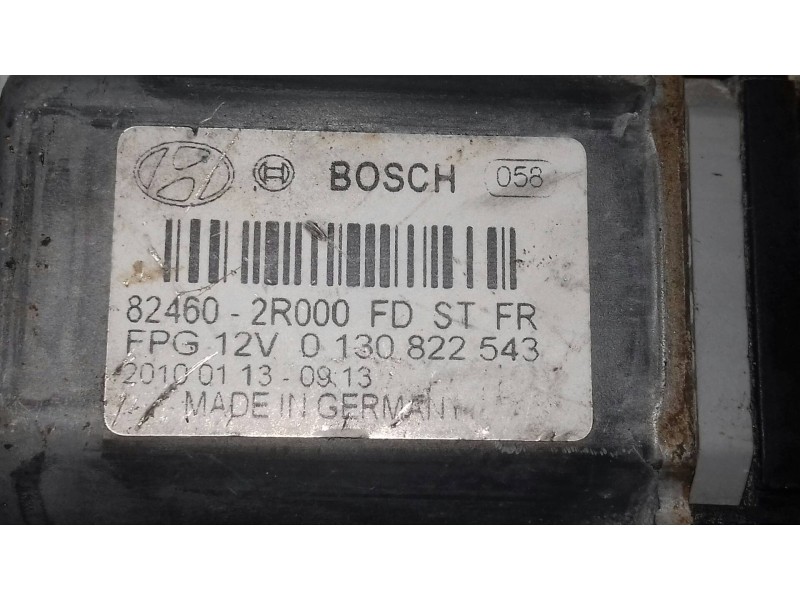 BOSCH 058
82460-2R000 FD ST FR
FPG 12V 0 130 822 543
2010 01 13-09:13
MADE IN GERMANY